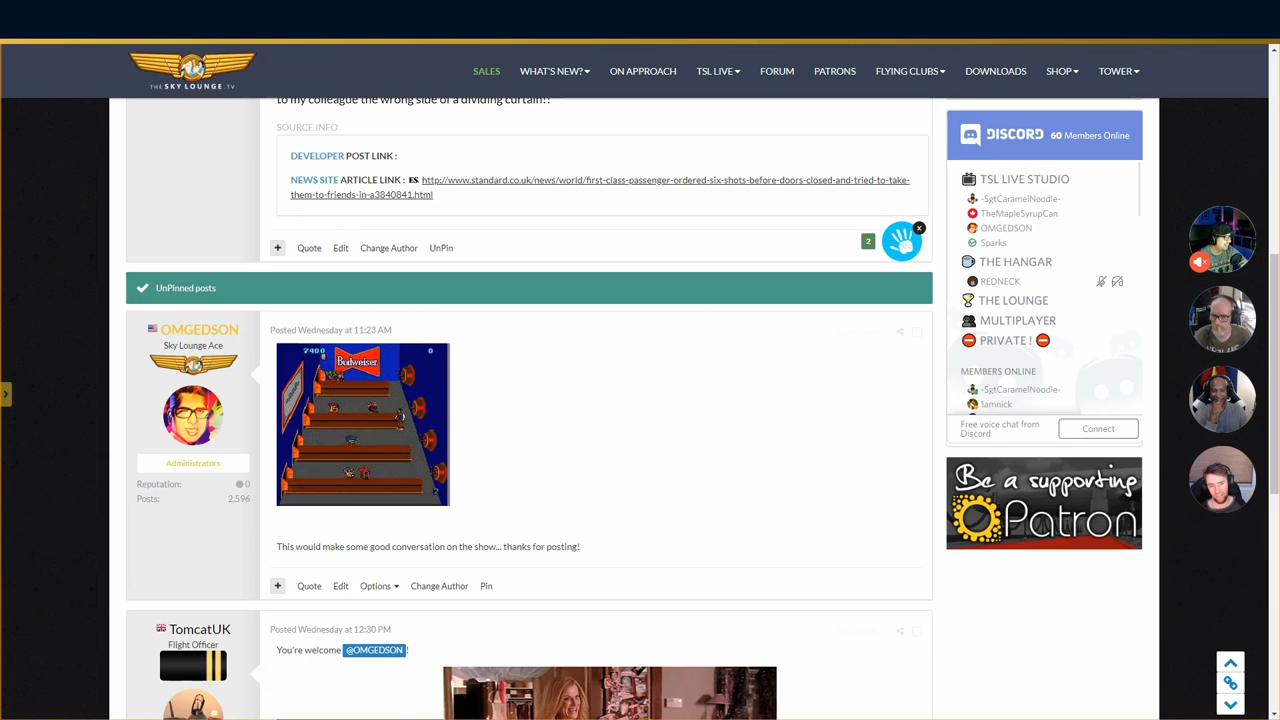 THE SKY LOUNGE.TV
SALES
WHAT'S NEW?
ON APPROACH
TSL LIVE
FORUM
PATRONS
FLYING CLUBS
DOWNLOADS
SHOP
TOWER
to my colleague the wrong side of a dividing curtain!!
SOURCE INFO
DEVELOPER POST LINK :
NEWS SITE ARTICLE LINK : ES. http://www.standard.co.uk/news/world/first-class-passenger-ordered-six-shots-before-doors-closed-and-tried-to-take-
them-to-friends-in-a3840841.html
2
x
+ Quote Edit Change Author UnPin
UnPinned posts
OMGEDSON
Sky Lounge Ace
Administrators
Reputation: 0
Posts: 2,596
Posted Wednesday at 11:23 AM
7400 0
Budweiser
2
This would make some good conversation on the show... thanks for posting!
+ Quote Edit Options Change Author Pin
TomcatUK
Flight Officer
Posted Wednesday at 12:30 PM
You're welcome @OMGEDSON !
DISCORD 60 Members Online
TSL LIVE STUDIO
-SgtCaramelNoodle-
TheMapleSyrupCan
OMGEDSON
Sparks
THE HANGAR
REDNECK
THE LOUNGE
MULTIPLAYER
PRIVATE !
MEMBERS ONLINE
-SgtCaramelNoodle-
1amnick
Free voice chat from
Discord
Connect
Be a supporting
Patron